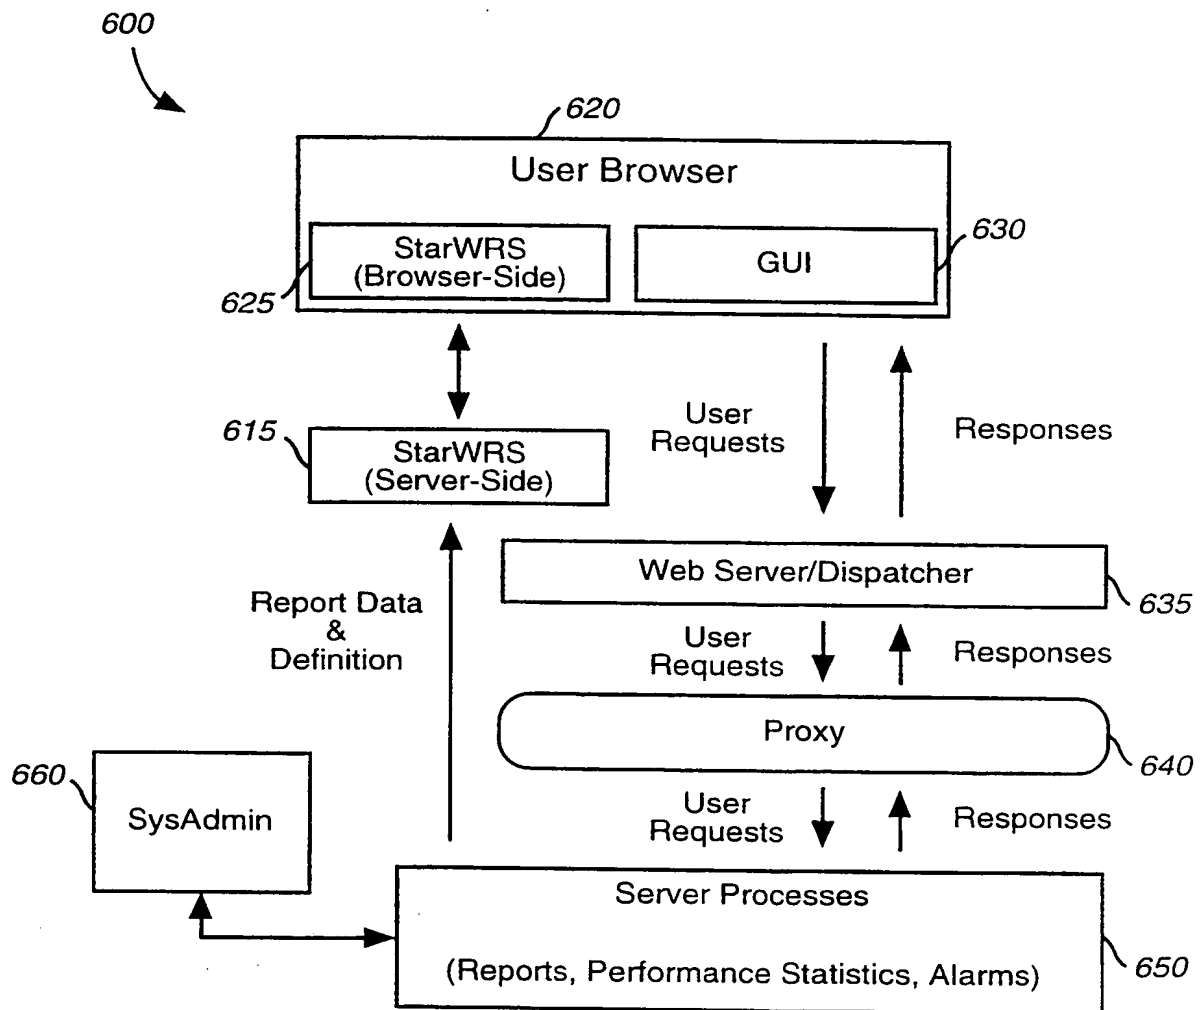 600
620
User Browser
StarWRS
(Browser-Side)
625
GUI
630
615
StarWRS
(Server-Side)
User
Requests
Responses
Web Server/Dispatcher
635
Report Data
&
Definition
User
Requests
Responses
Proxy
640
660
SysAdmin
User
Requests
Responses
Server Processes
(Reports, Performance Statistics, Alarms)
650